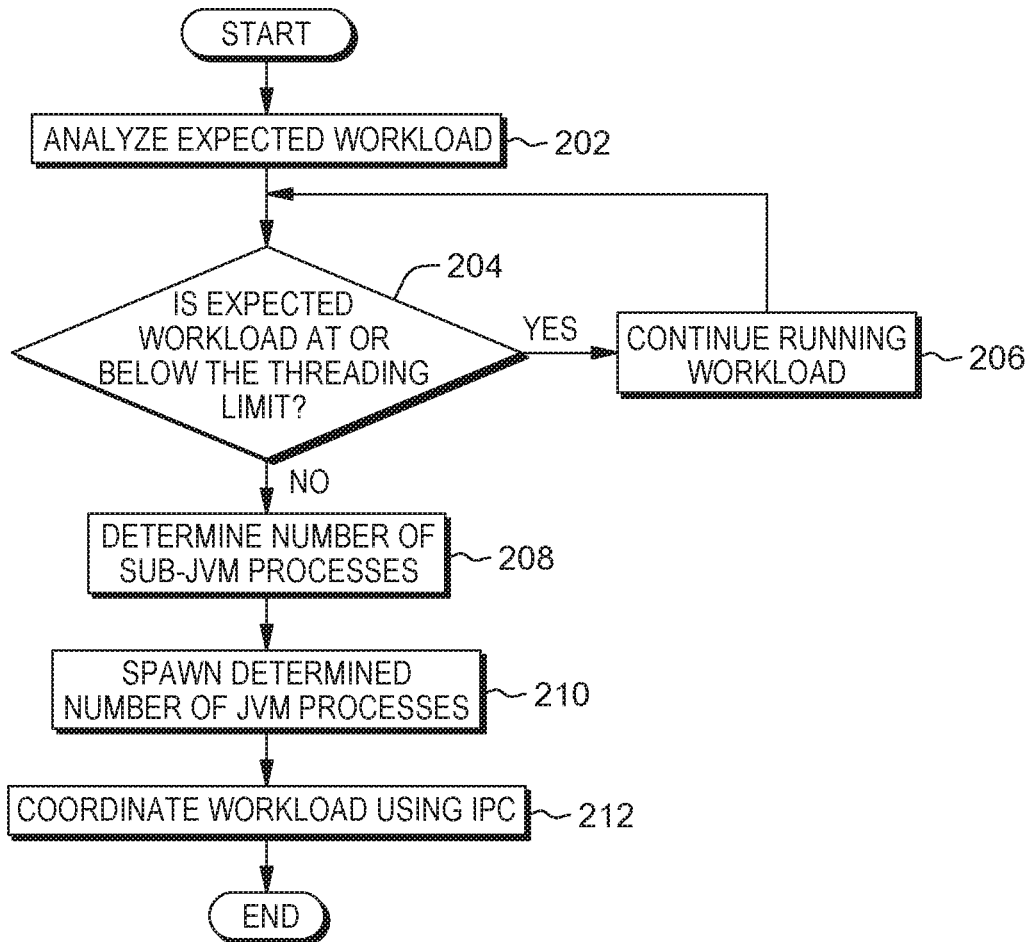 START
ANALYZE EXPECTED WORKLOAD
202
204
IS EXPECTED
WORKLOAD AT OR
BELOW THE THREADING
LIMIT?
YES
CONTINUE RUNNING
WORKLOAD
206
NO
DETERMINE NUMBER OF
SUB-JVM PROCESSES
208
SPAWN DETERMINED
NUMBER OF JVM PROCESSES
210
COORDINATE WORKLOAD USING IPC
212
END